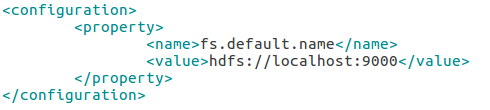 <configuration>
<property>
<name>fs.default.name</name>
<value>hdfs://localhost:9000</value>
</property>
</configuration>